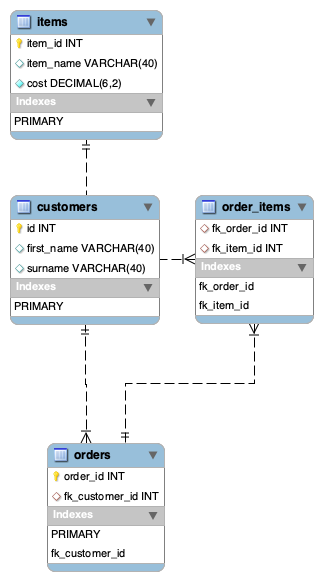 items
item_id INT
item_name VARCHAR(40)
cost DECIMAL(6,2)
Indexes
PRIMARY
customers
id INT
first_name VARCHAR(40)
surname VARCHAR(40)
Indexes
PRIMARY
order_items
fk_order_id INT
fk_item_id INT
Indexes
fk_order_id
fk_item_id
orders
order_id INT
fk_customer_id INT
Indexes
PRIMARY
fk_customer_id